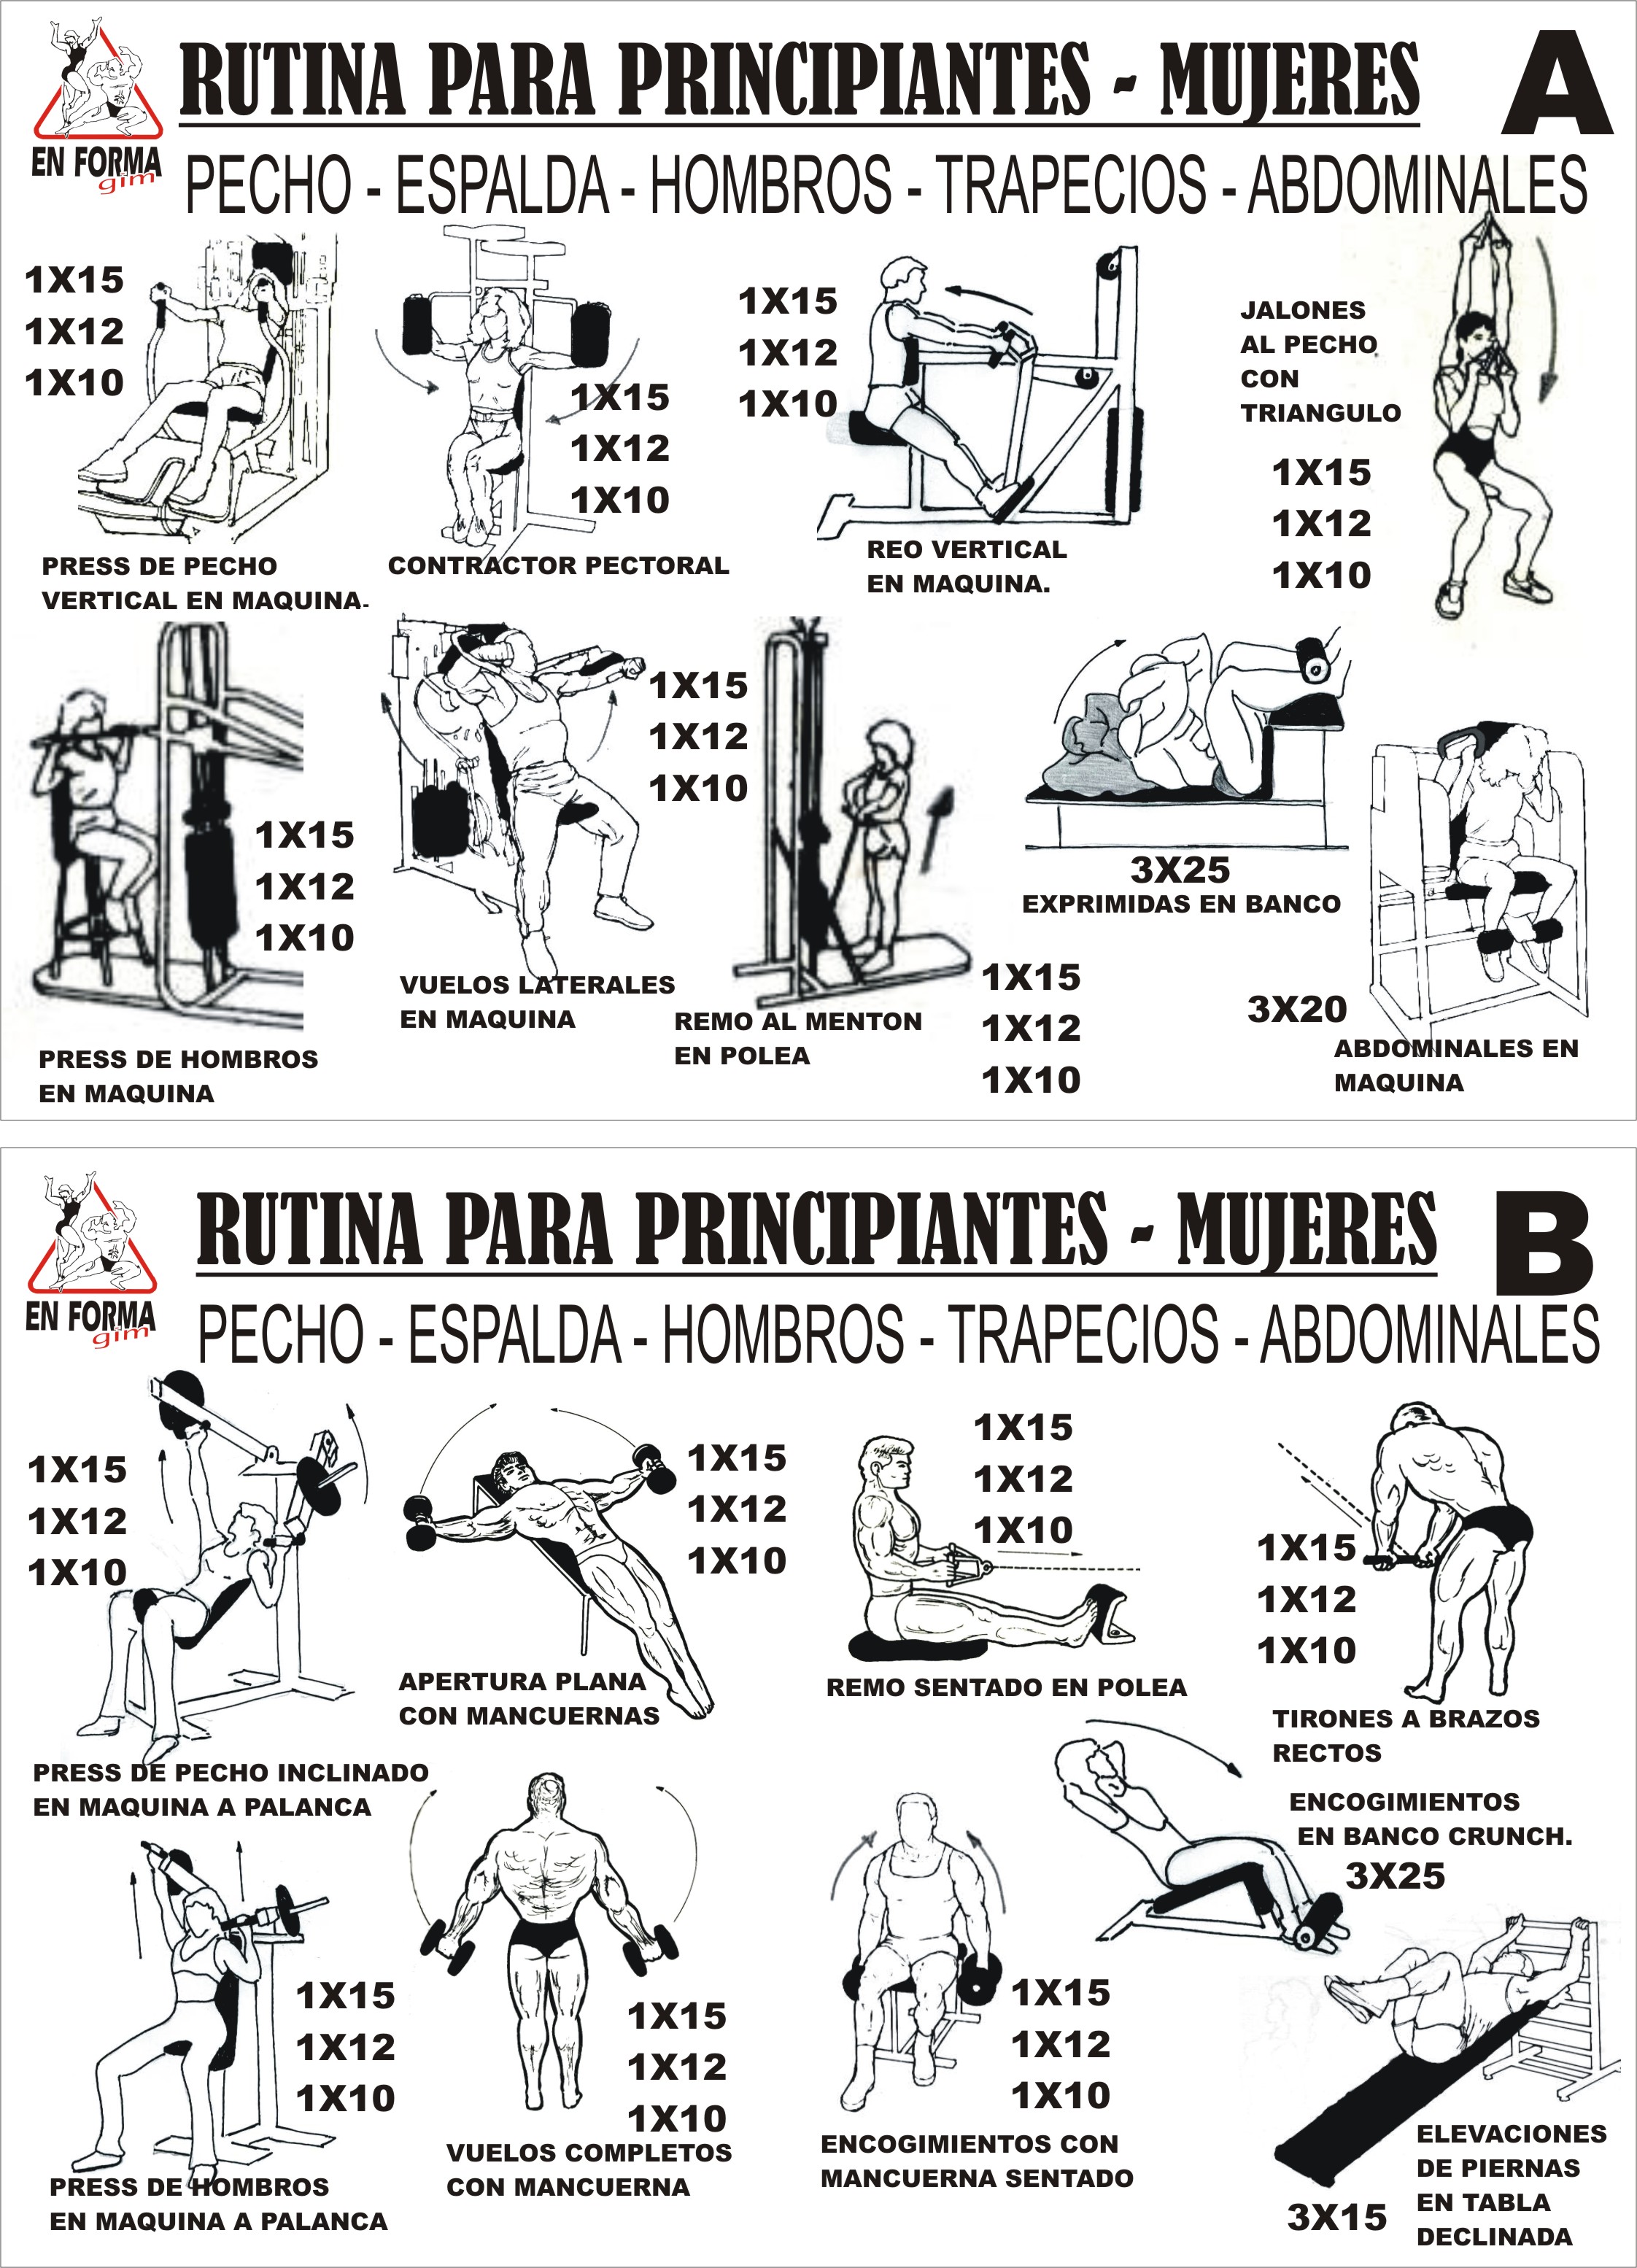 RUTINA PARA PRINCIPIANTES - MUJERES
A
EN FORMA
gim
PECHO - ESPALDA - HOMBROS - TRAPECIOS - ABDOMINALES
1X15
1X12
1X10
PRESS DE PECHO
VERTICAL EN MAQUINA.
1X15
1X12
1X10
CONTRACTOR PECTORAL
1X15
1X12
1X10
REO VERTICAL
EN MAQUINA.
JALONES
AL PECHO
CON
TRIANGULO
1X15
1X12
1X10
1X15
1X12
1X10
PRESS DE HOMBROS
EN MAQUINA
1X15
1X12
1X10
VUELOS LATERALES
EN MAQUINA
REMO AL MENTON
EN POLEA
1X15
1X12
1X10
3X25
EXPRIMIDAS EN BANCO
3X20
ABDOMINALES EN
MAQUINA
RUTINA PARA PRINCIPIANTES - MUJERES
B
EN FORMA
gim
PECHO - ESPALDA - HOMBROS - TRAPECIOS - ABDOMINALES
1X15
1X12
1X10
PRESS DE PECHO INCLINADO
EN MAQUINA A PALANCA
1X15
1X12
1X10
APERTURA PLANA
CON MANCUERNAS
1X15
1X12
1X10
REMO SENTADO EN POLEA
1X15
1X12
1X10
TIRONES A BRAZOS
RECTOS
1X15
1X12
1X10
PRESS DE HOMBROS
EN MAQUINA A PALANCA
1X15
1X12
1X10
VUELOS COMPLETOS
CON MANCUERNA
1X15
1X12
1X10
ENCOGIMIENTOS CON
MANCUERNA SENTADO
ENCOGIMIENTOS
EN BANCO CRUNCH.
3X25
3X15
ELEVACIONES
DE PIERNAS
EN TABLA
DECLINADA